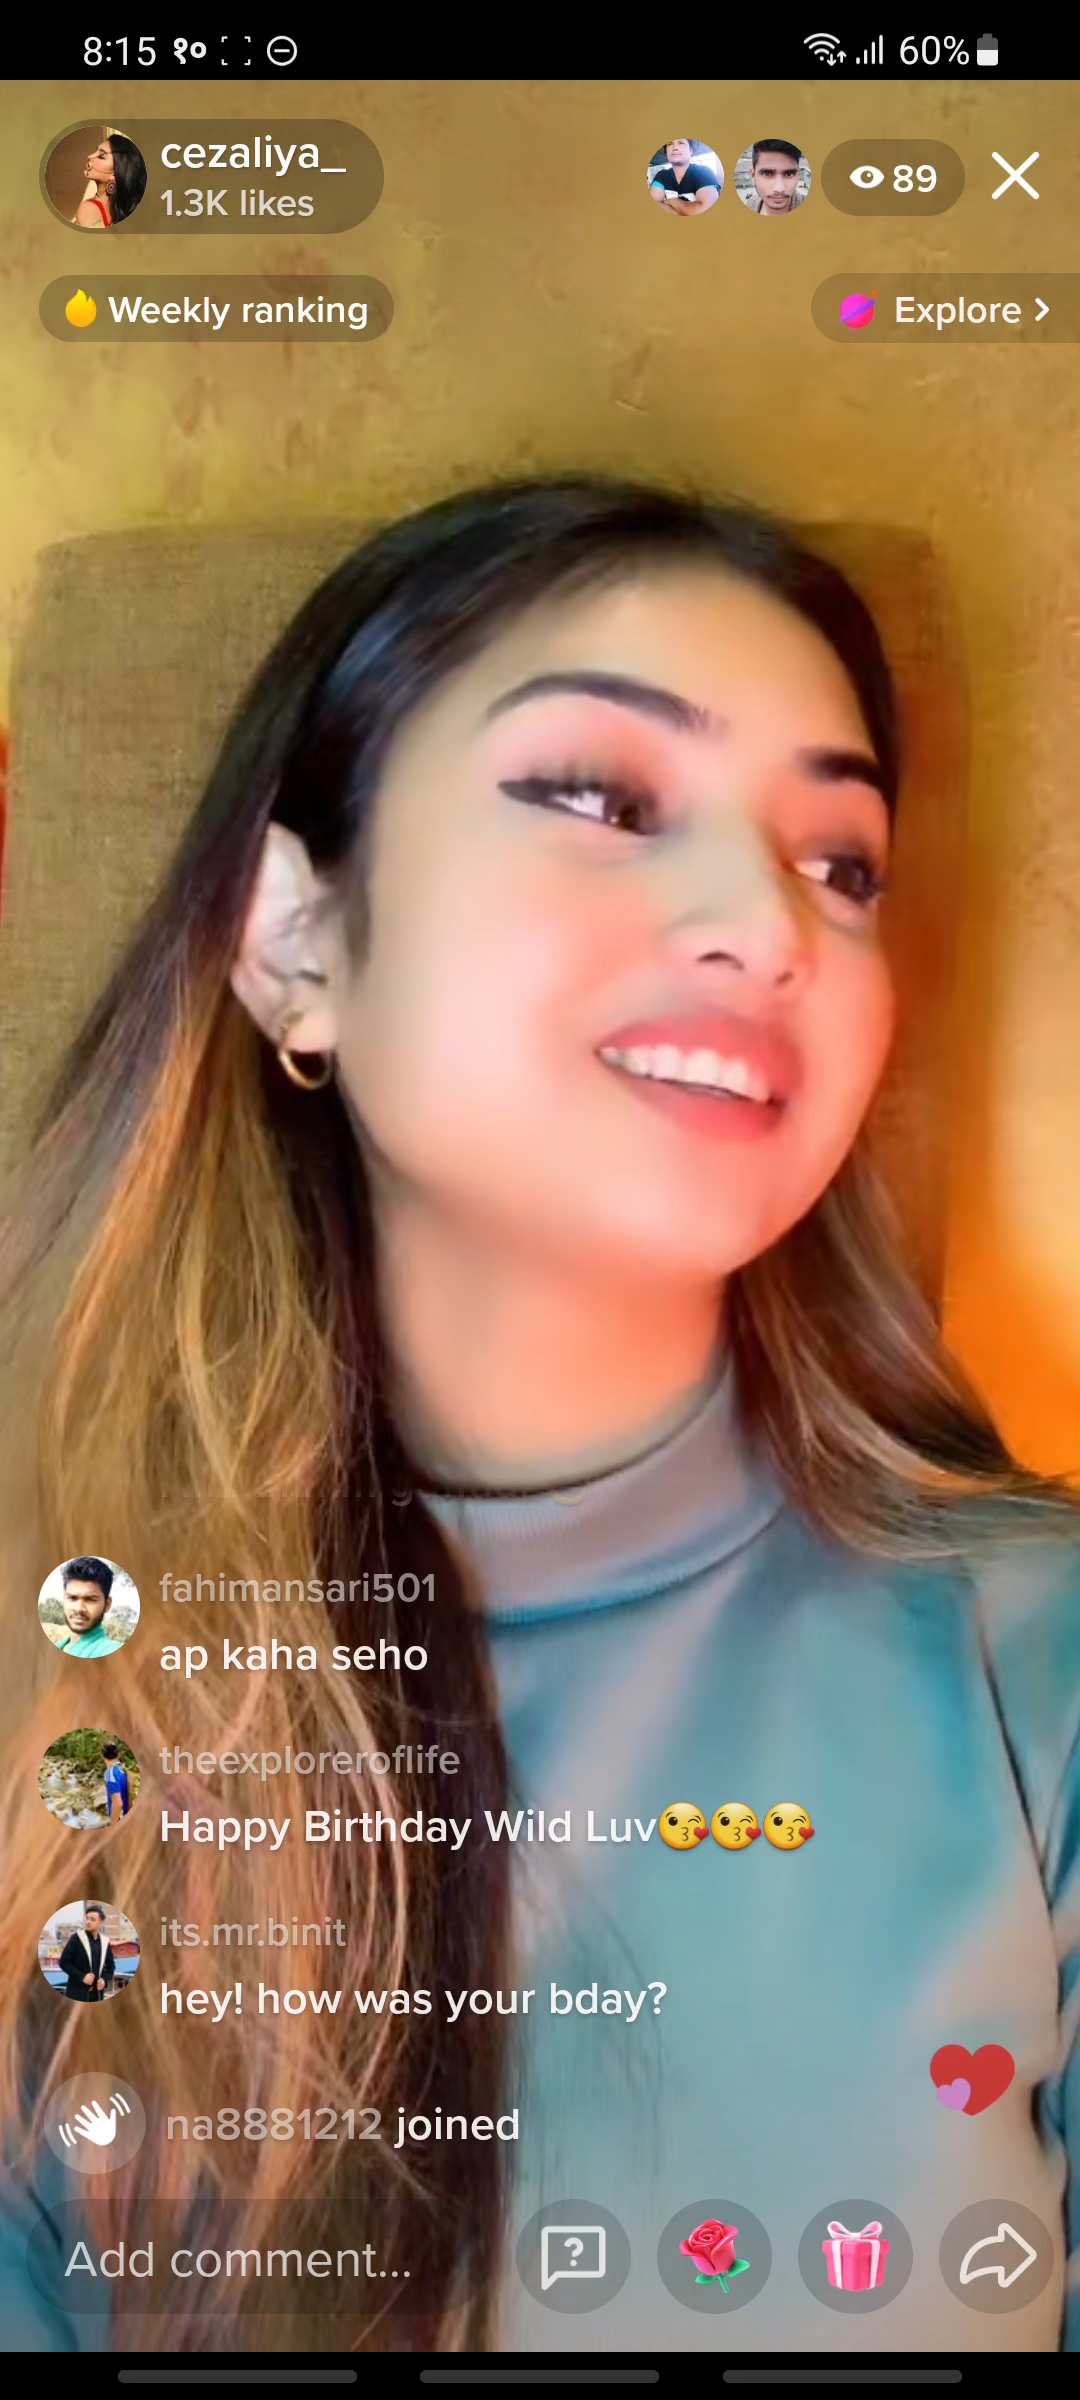 8:15 १० 60%
cezaliya_
1.3K likes
89
Weekly ranking
Explore
fahimansari501
ap kaha seho
theexploreroflife
Happy Birthday Wild Luv😘😘😘
its.mr.binit
hey! how was your bday?
na8881212 joined
Add comment...